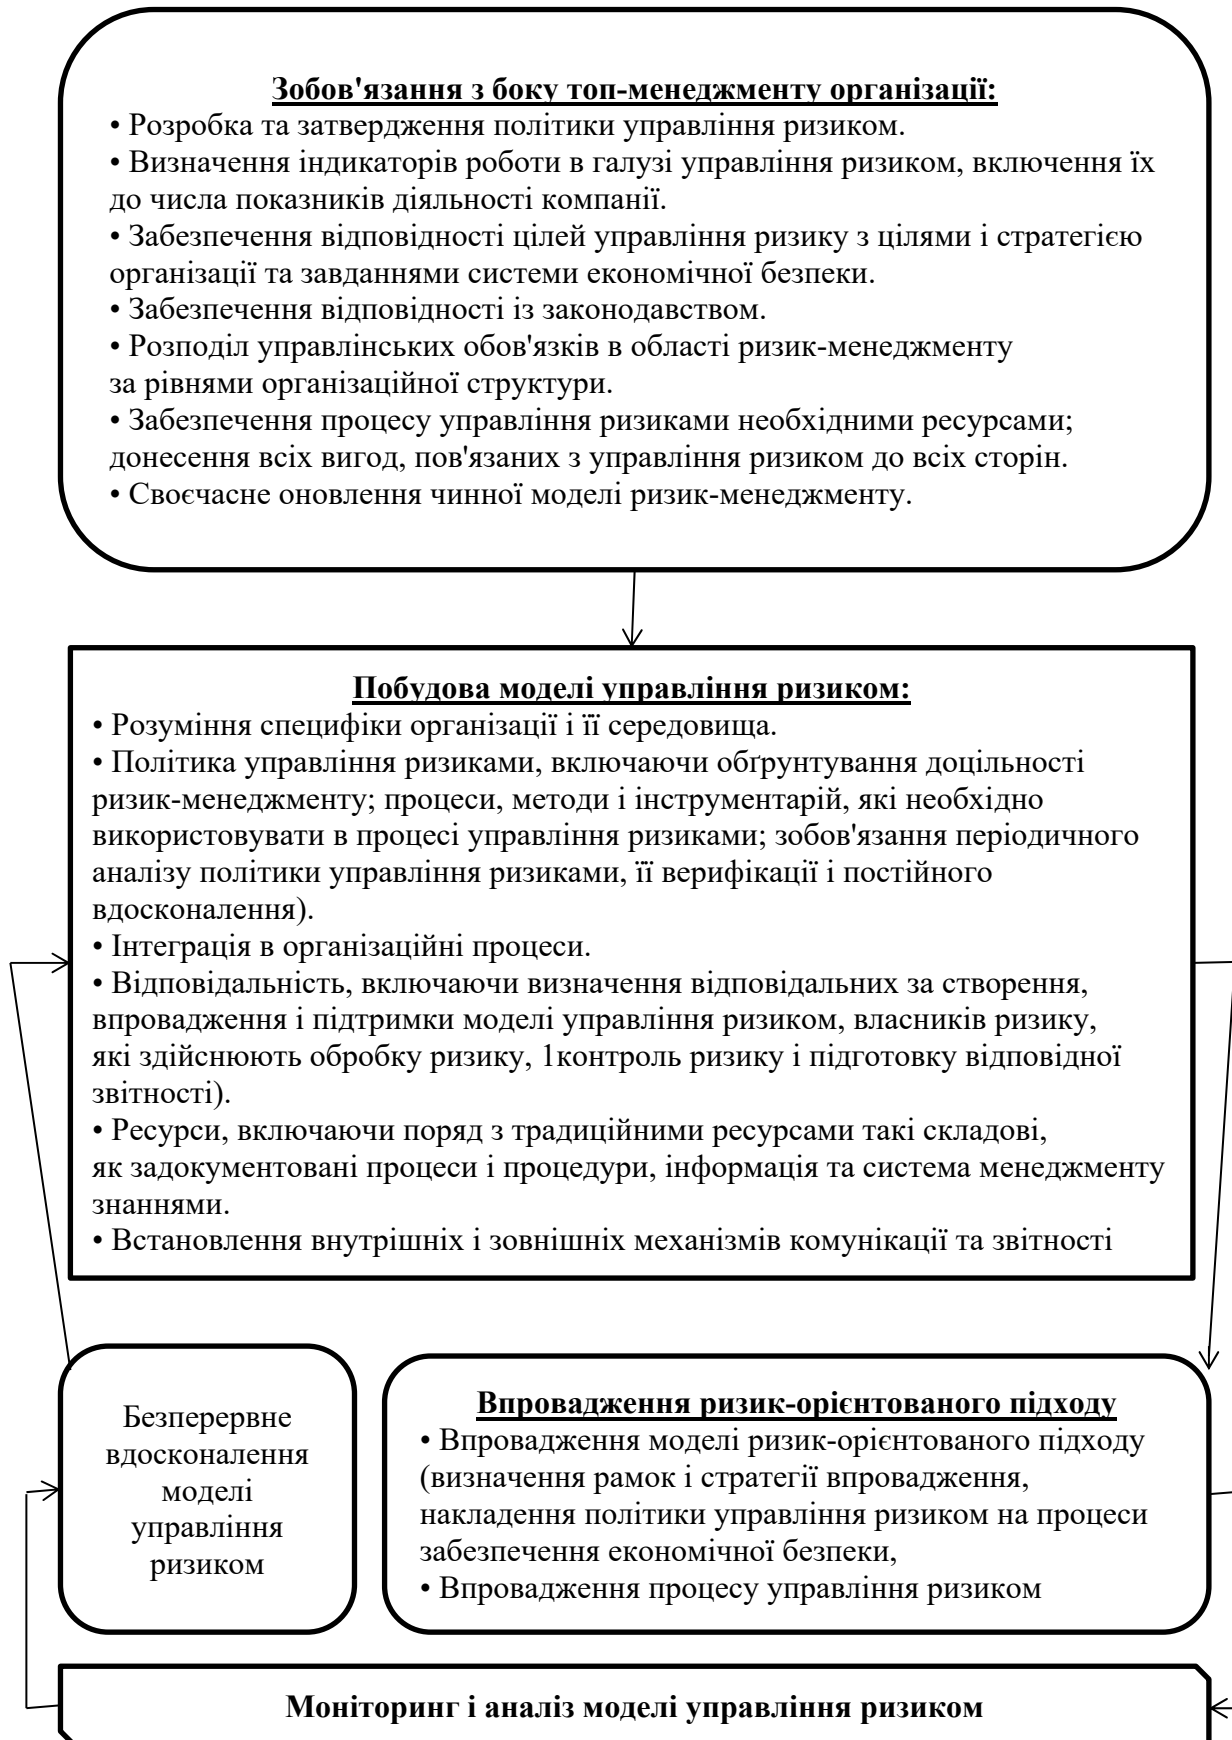 Зобов'язання з боку топ-менеджменту організації:
• Розробка та затвердження політики управління ризиком.
• Визначення індикаторів роботи в галузі управління ризиком, включення їх
до числа показників діяльності компанії.
• Забезпечення відповідності цілей управління ризику з цілями і стратегією
організації та завданнями системи економічної безпеки.
• Забезпечення відповідності із законодавством.
• Розподіл управлінських обов'язків в області ризик-менеджменту
за рівнями організаційної структури.
• Забезпечення процесу управління ризиками необхідними ресурсами;
донесення всіх вигод, пов'язаних з управління ризиком до всіх сторін.
• Своєчасне оновлення чинної моделі ризик-менеджменту.
Побудова моделі управління ризиком:
• Розуміння специфіки організації і її середовища.
• Політика управління ризиками, включаючи обґрунтування доцільності
ризик-менеджменту; процеси, методи і інструментарій, які необхідно
використовувати в процесі управління ризиками; зобов'язання періодичного
аналізу політики управління ризиками, її верифікації і постійного
вдосконалення).
• Інтеграція в організаційні процеси.
• Відповідальність, включаючи визначення відповідальних за створення,
впровадження і підтримки моделі управління ризиком, власників ризику,
які здійснюють обробку ризику, 1контроль ризику і підготовку відповідної
звітності).
• Ресурси, включаючи поряд з традиційними ресурсами такі складові,
як задокументовані процеси і процедури, інформація та система менеджменту
знаннями.
• Встановлення внутрішніх і зовнішніх механізмів комунікації та звітності
Безперервне
вдосконалення
моделі
управління
ризиком
Впровадження ризик-орієнтованого підходу
• Впровадження моделі ризик-орієнтованого підходу
(визначення рамок і стратегії впровадження,
накладення політики управління ризиком на процеси
забезпечення економічної безпеки,
• Впровадження процесу управління ризиком
Моніторинг і аналіз моделі управління ризиком